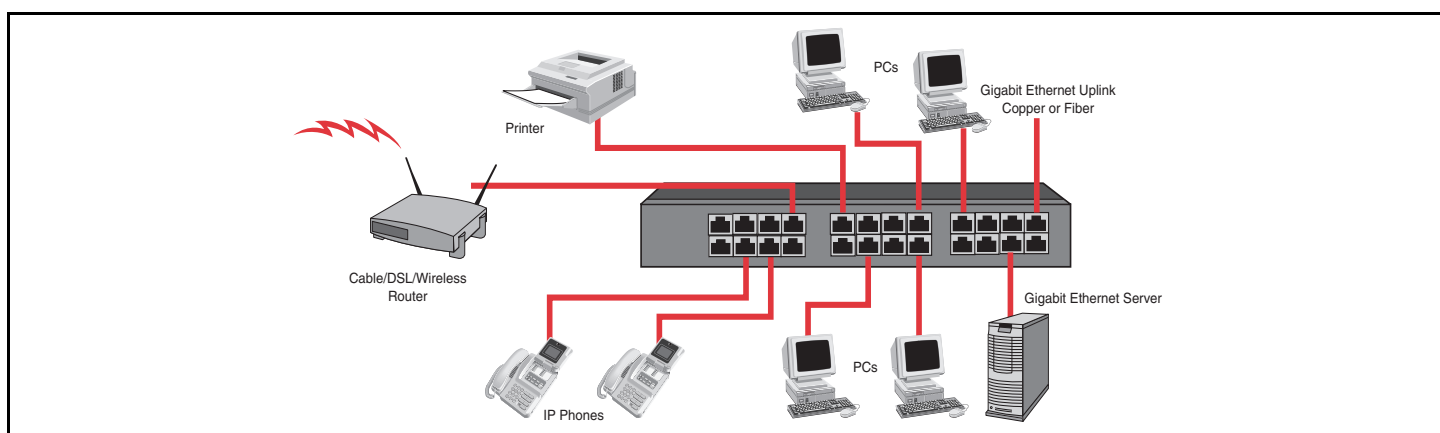 PCs
Gigabit Ethernet Uplink
Copper or Fiber
Printer
Cable/DSL/Wireless
Router
Gigabit Ethernet Server
PCs
IP Phones